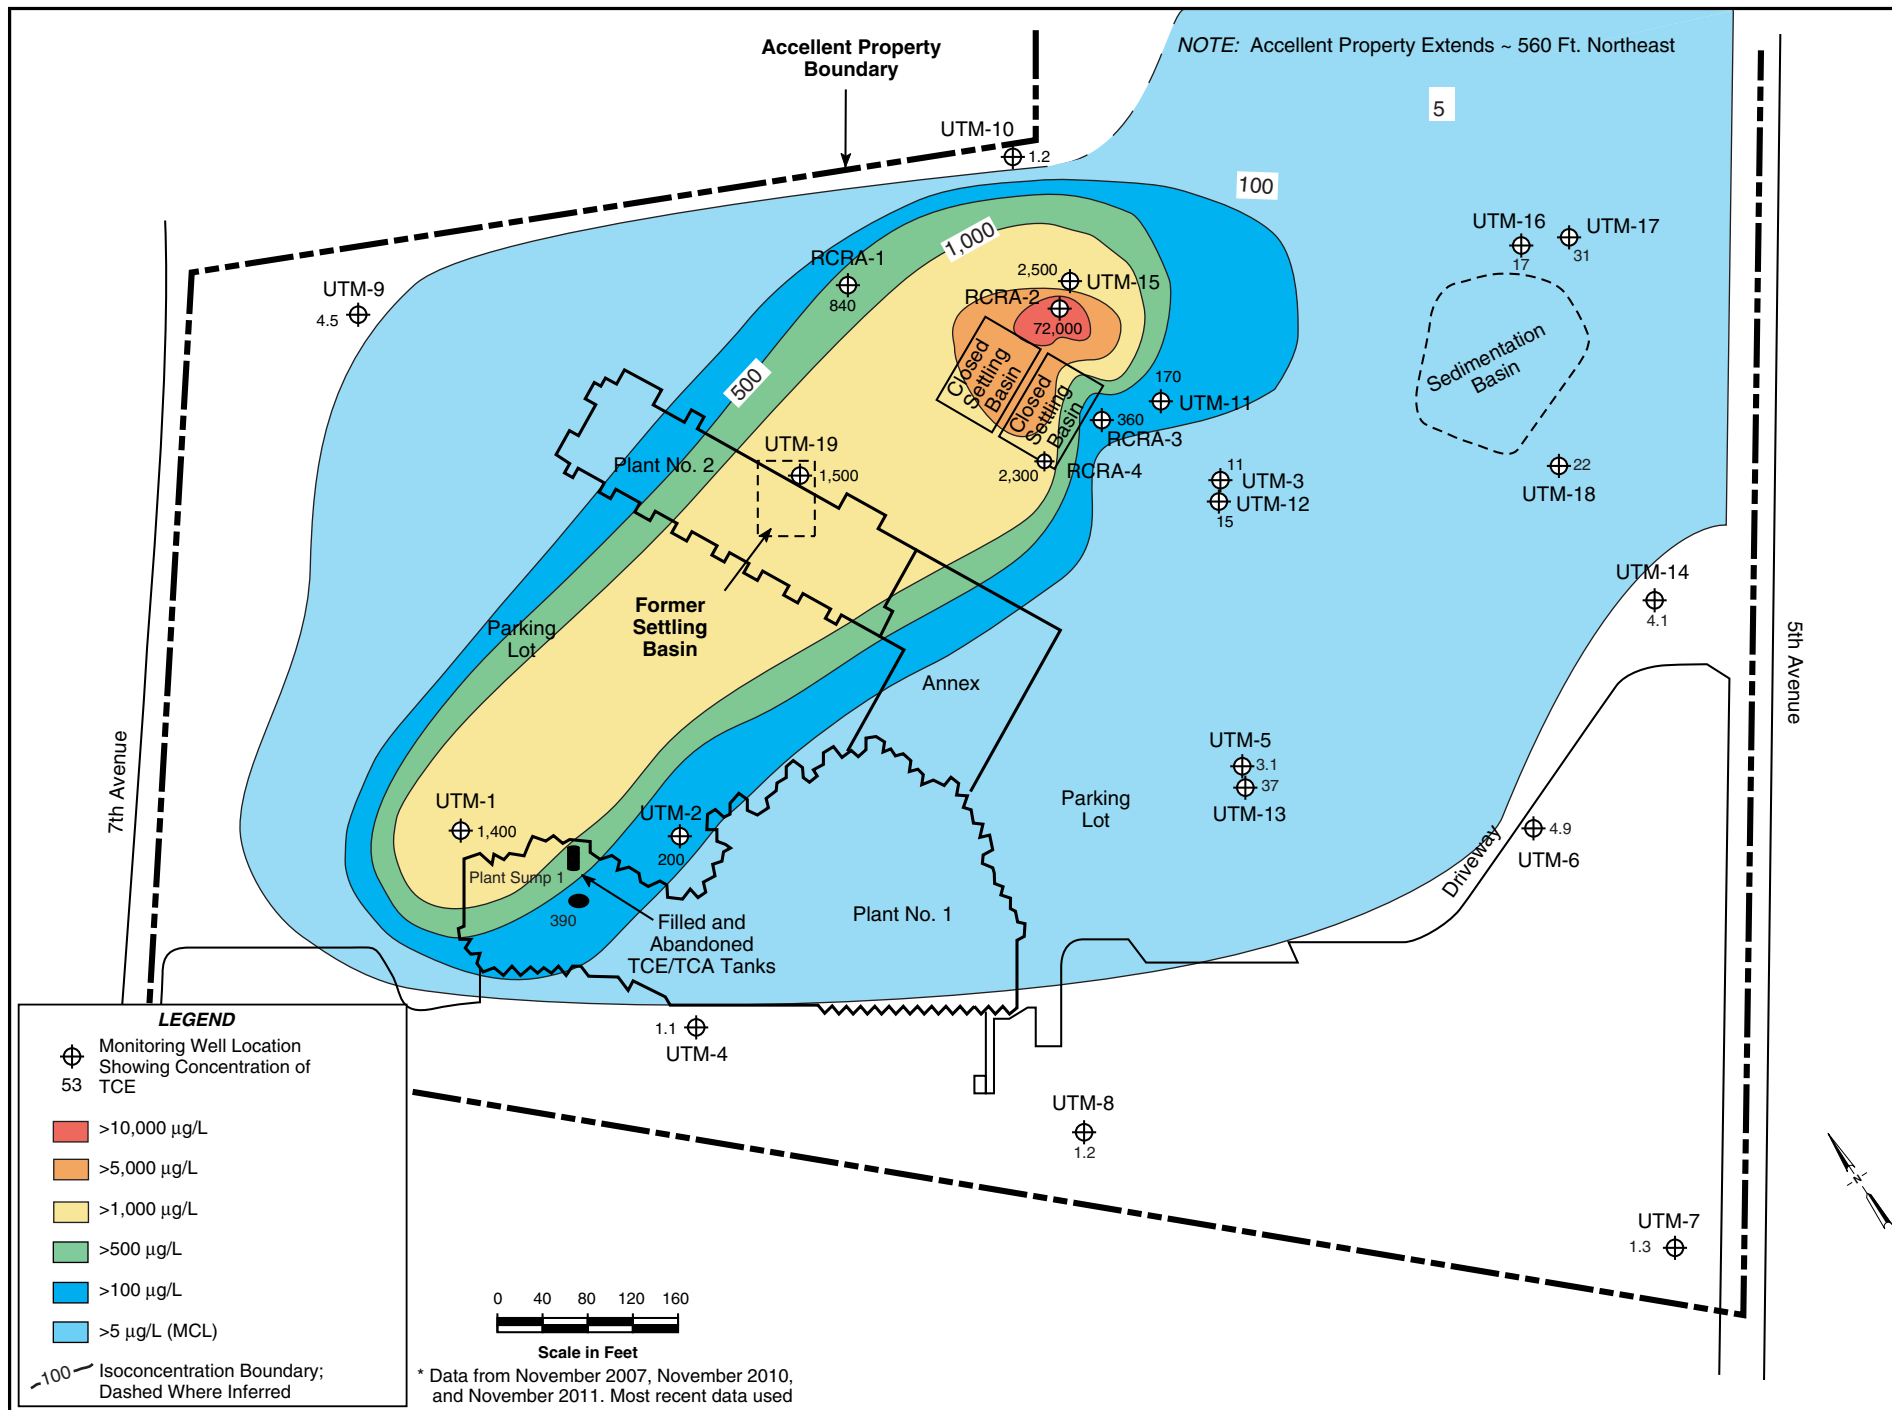 Accellent Property
Boundary
NOTE: Accellent Property Extends ~ 560 Ft. Northeast
5
UTM-10
1.2
100
1,000
UTM-16
17
UTM-17
31
RCRA-1
840
2,500
UTM-15
RCRA-2
72,000
UTM-9
4.5
Closed
Settling
Basin
Closed
Settling
Basin
Sedimentation
Basin
500
170
UTM-11
360
RCRA-3
UTM-19
1,500
Plant No. 2
2,300
RCRA-4
11
UTM-3
UTM-12
15
22
UTM-18
UTM-14
4.1
Former
Settling
Basin
Parking
Lot
Annex
5th Avenue
7th Avenue
UTM-5
3.1
37
UTM-13
Parking
Lot
UTM-1
1,400
UTM-2
200
4.9
UTM-6
Driveway
Plant Sump 1
390
Plant No. 1
Filled and
Abandoned
TCE/TCA Tanks
1.1
UTM-4
UTM-8
1.2
UTM-7
1.3
N
LEGEND
Monitoring Well Location
Showing Concentration of
TCE
53
>10,000 µg/L
>5,000 µg/L
>1,000 µg/L
>500 µg/L
>100 µg/L
>5 µg/L (MCL)
100
Isoconcentration Boundary;
Dashed Where Inferred
0 40 80 120 160
Scale in Feet
* Data from November 2007, November 2010,
and November 2011. Most recent data used